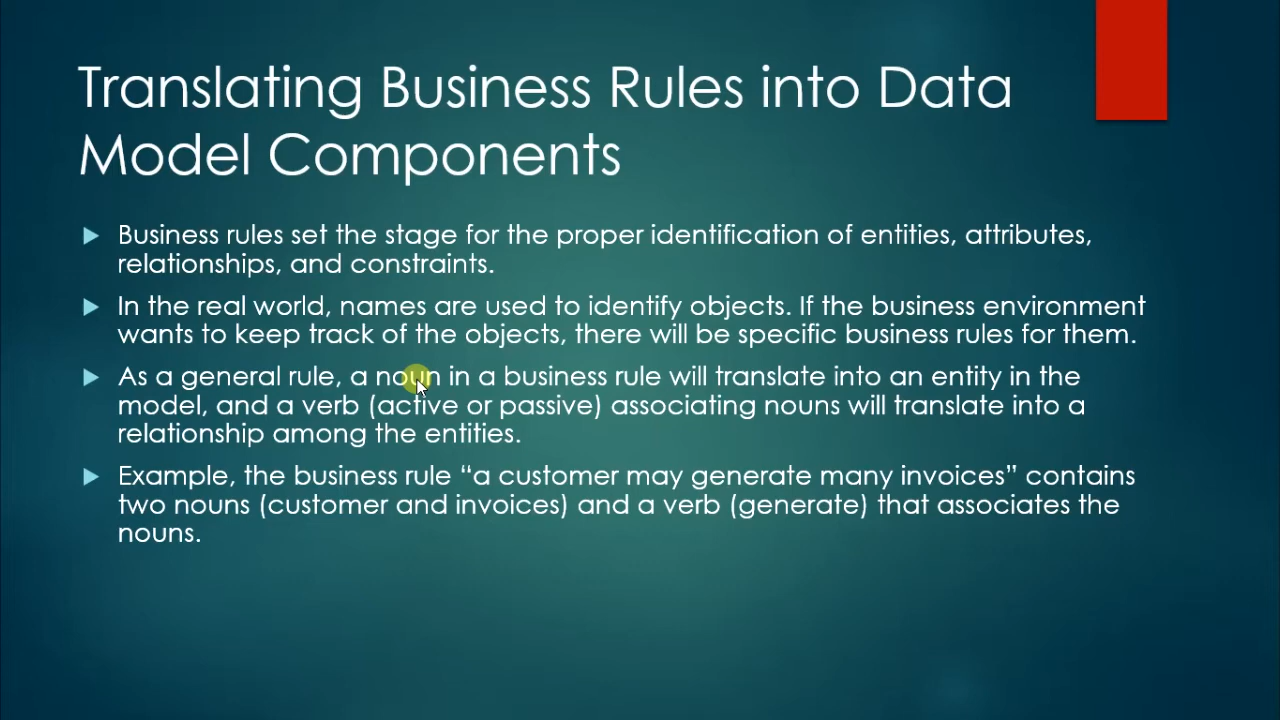 Translating Business Rules into Data
Model Components
Business rules set the stage for the proper identification of entities, attributes,
relationships, and constraints.
In the real world, names are used to identify objects. If the business environment
wants to keep track of the objects, there will be specific business rules for them.
As a general rule, a noun in a business rule will translate into an entity in the
model, and a verb (active or passive) associating nouns will translate into a
relationship among the entities.
Example, the business rule “a customer may generate many invoices” contains
two nouns (customer and invoices) and a verb (generate) that associates the
nouns.